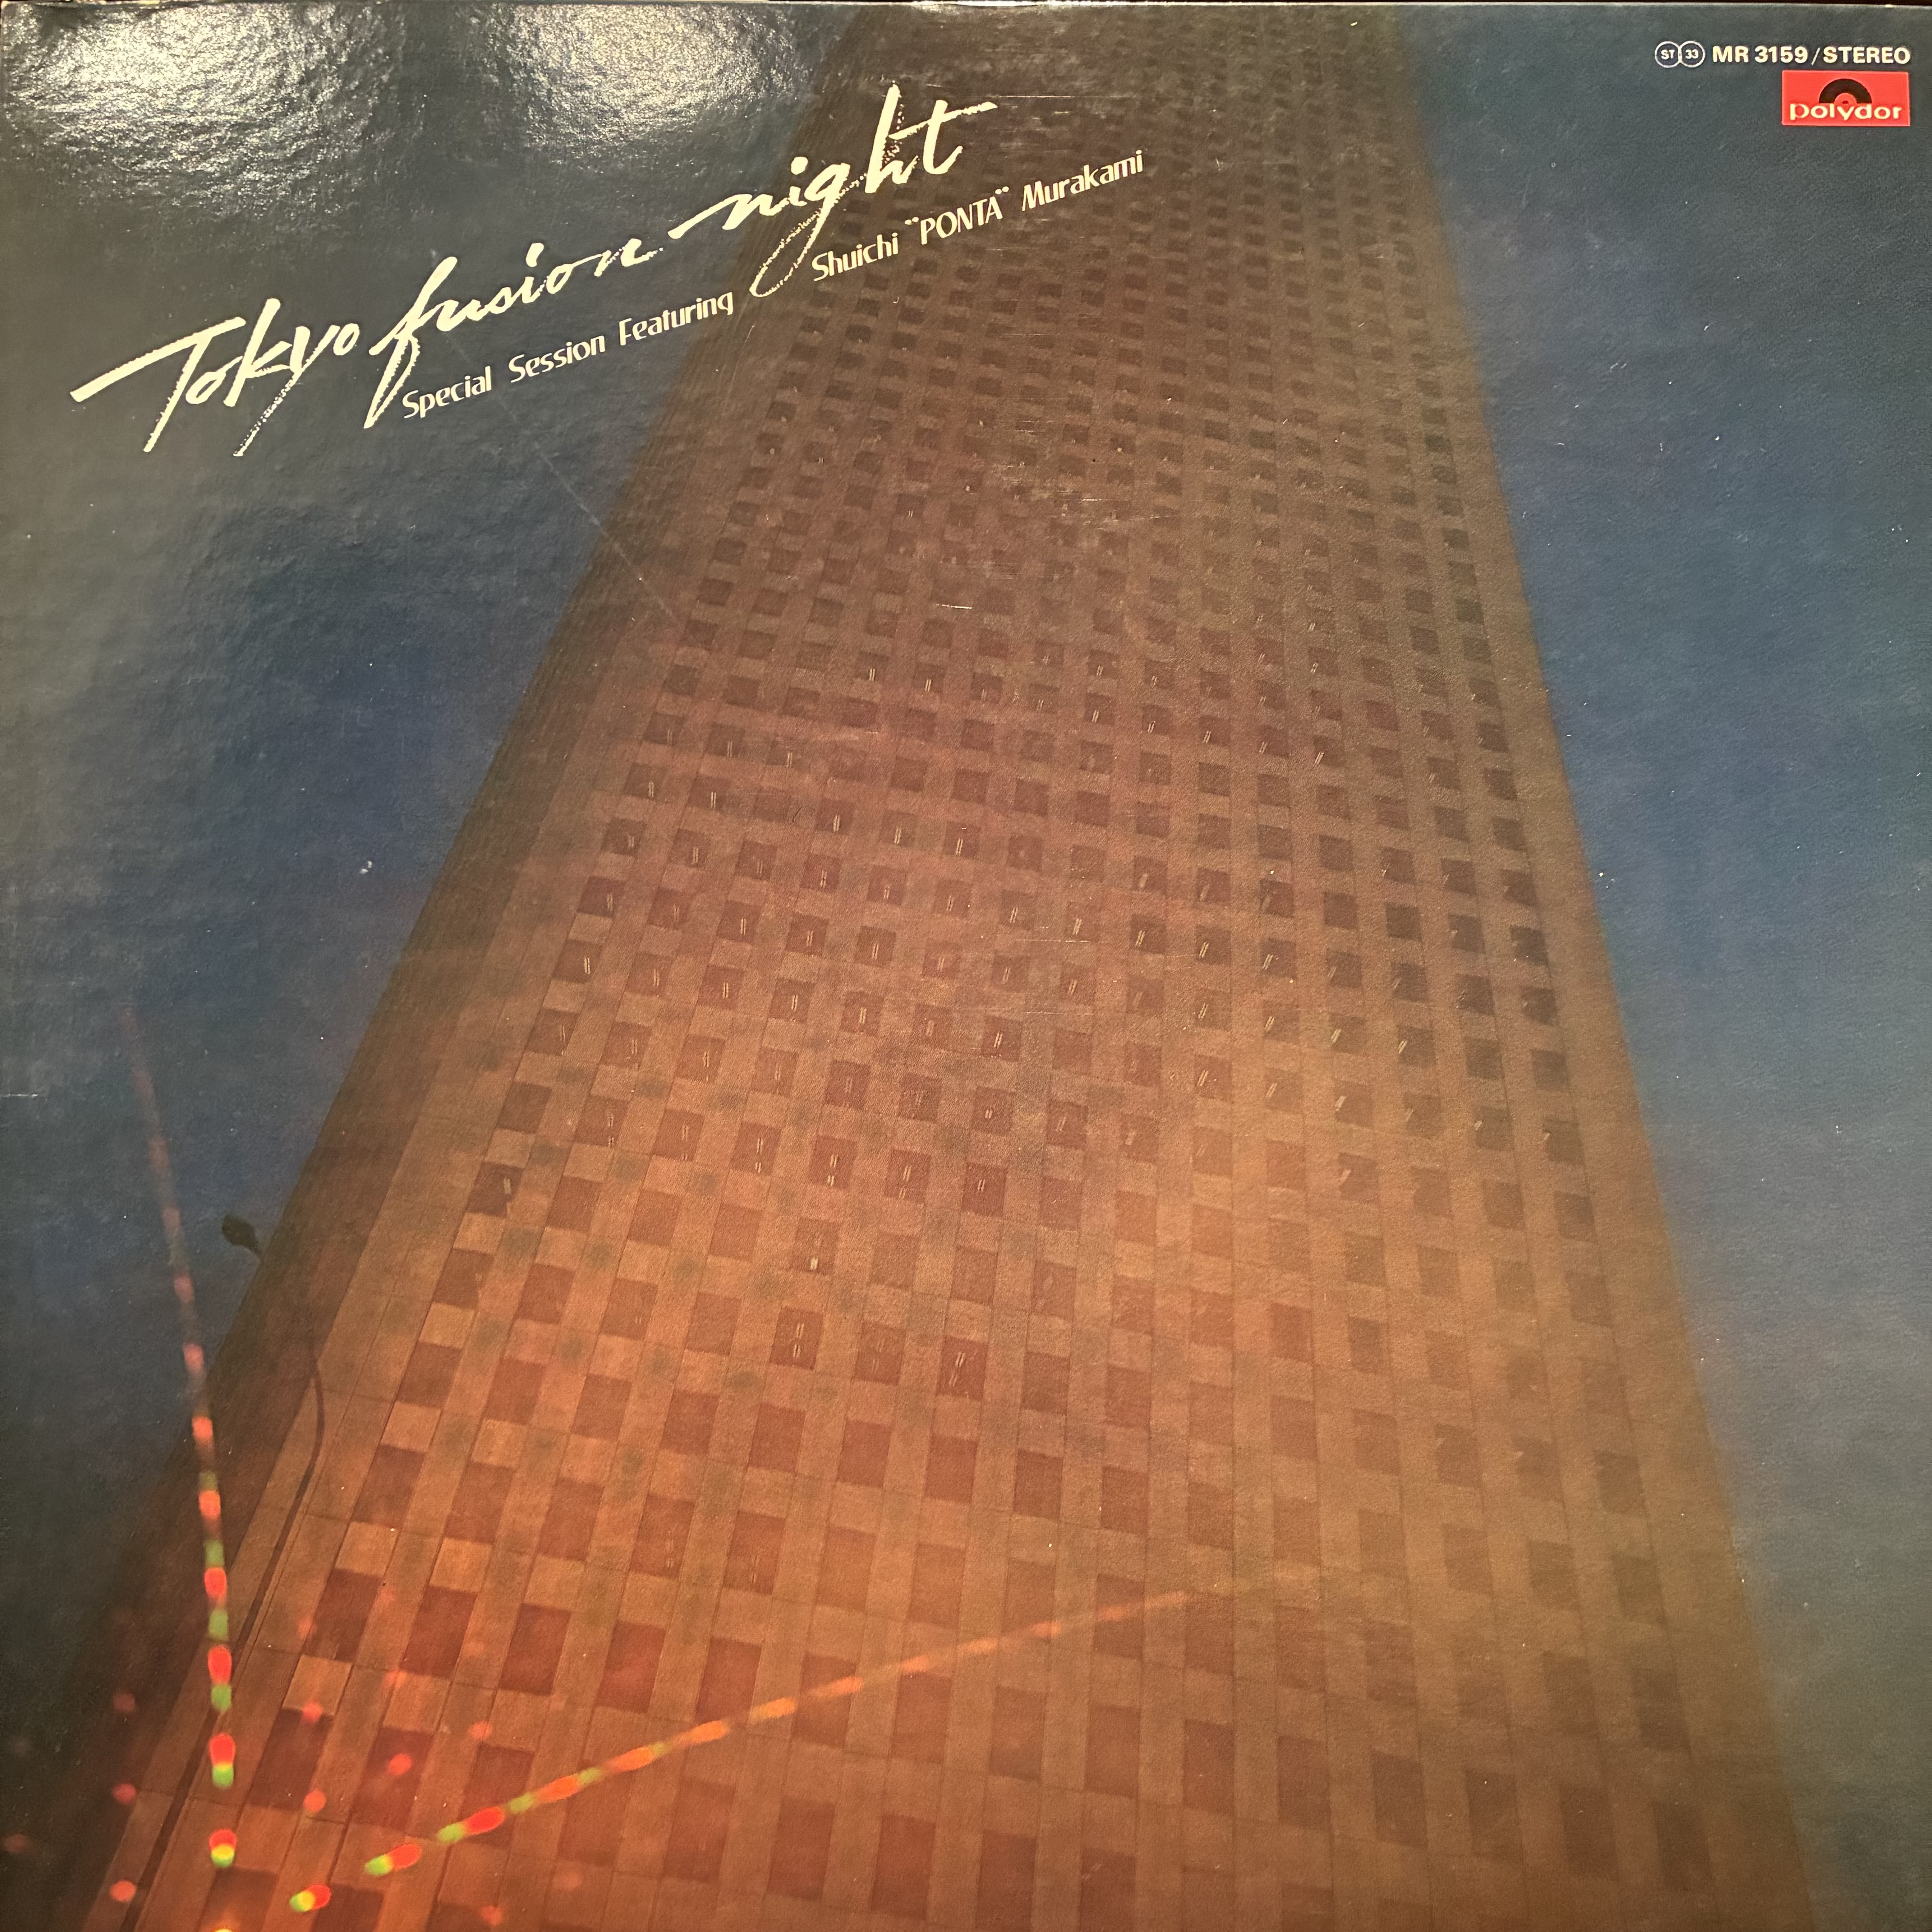 ST 33 MR 3159/STEREO
polydor
Tokyo fusion night
Special Session Featuring Shuichi "PONTA" Murakami